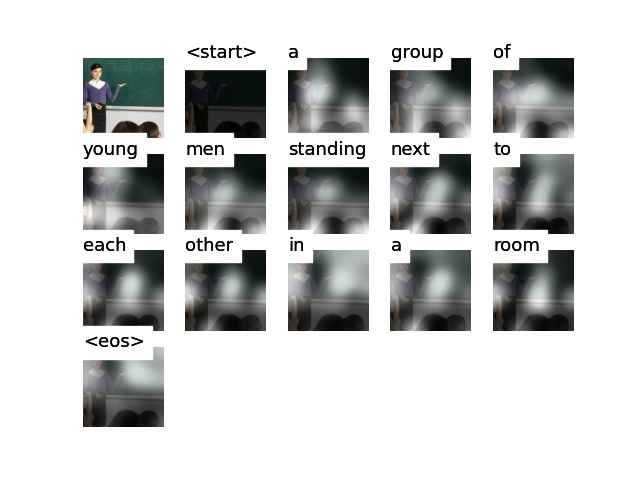 <start> a group of
young men standing next to
each other in a room
<eos>